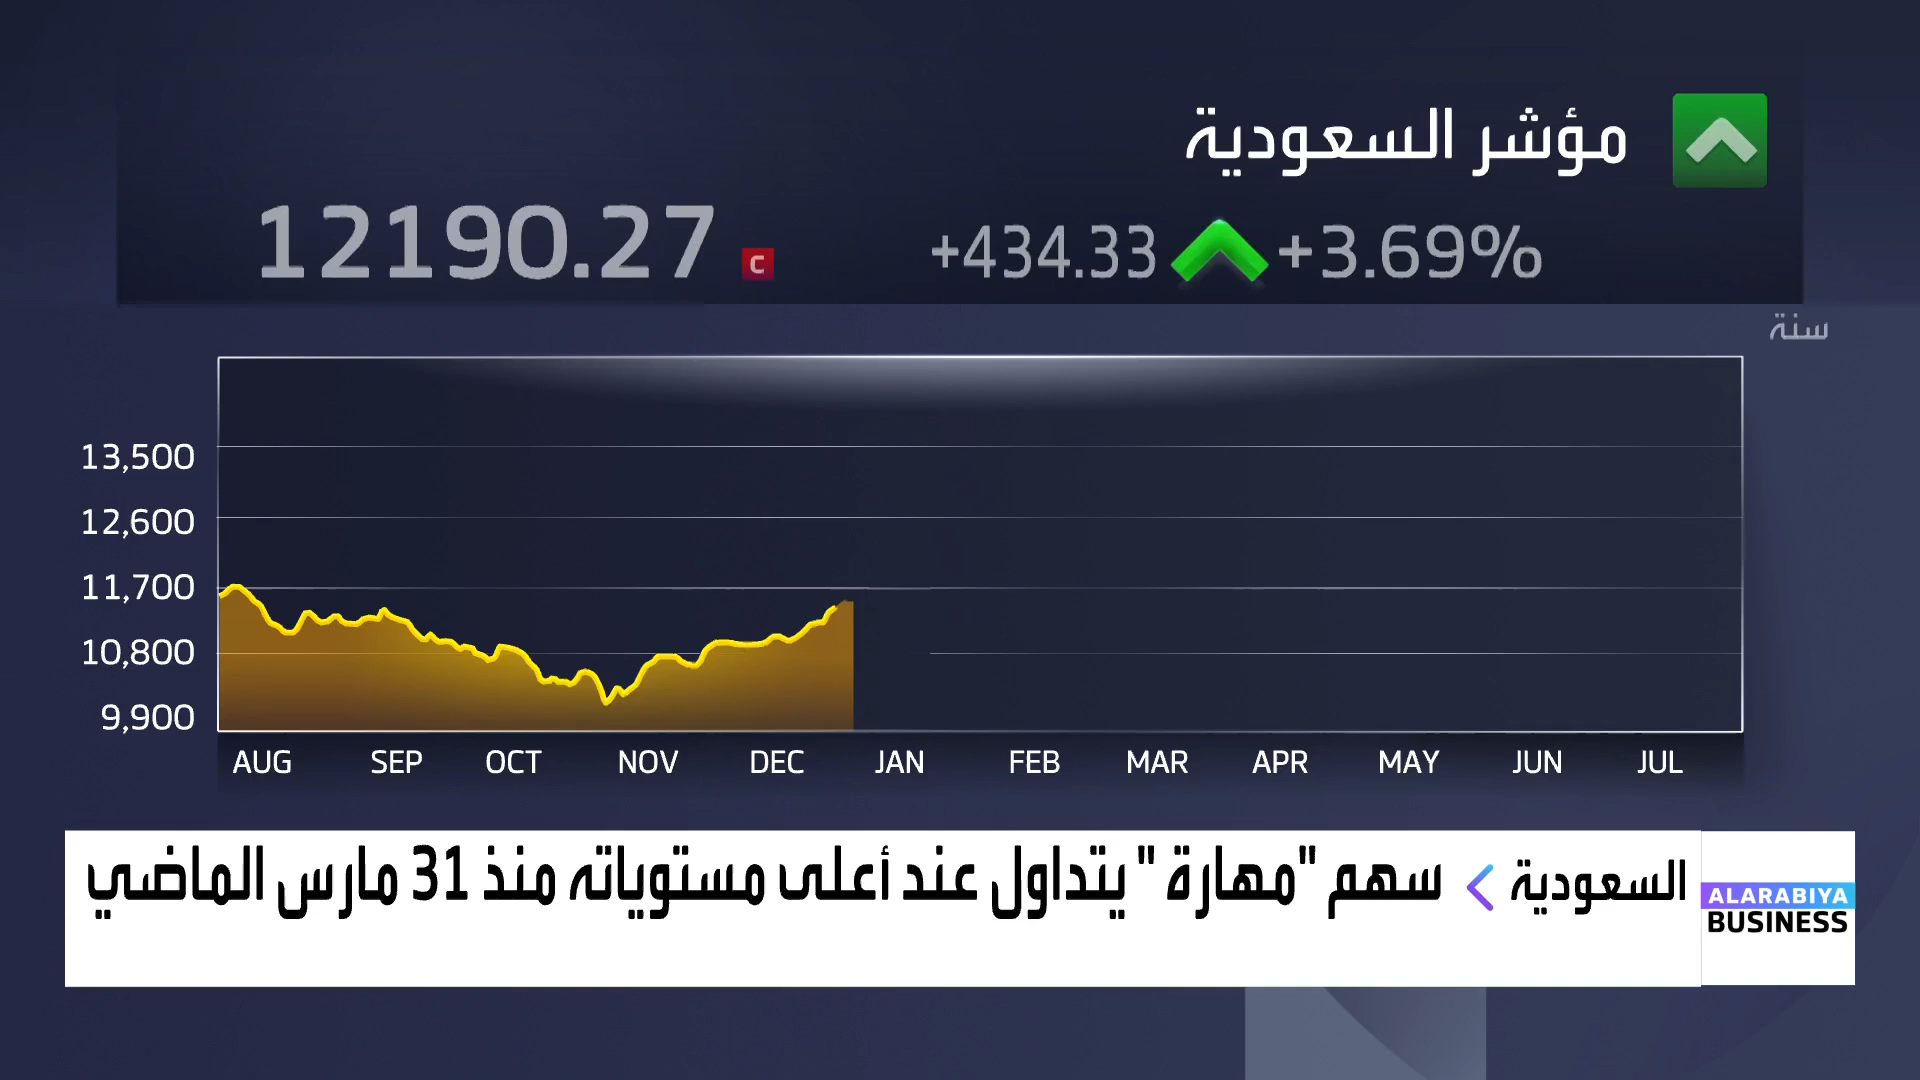 مؤشر السعودية
12190.27 c +434.33 +3.69%
سنة
13,500
12,600
11,700
10,800
9,900
AUG SEP OCT NOV DEC JAN FEB MAR APR MAY JUN JUL
السعودية سهم "مهارة " يتداول عند أعلى مستوياته منذ 31 مارس الماضي
ALARABIYA
BUSINESS